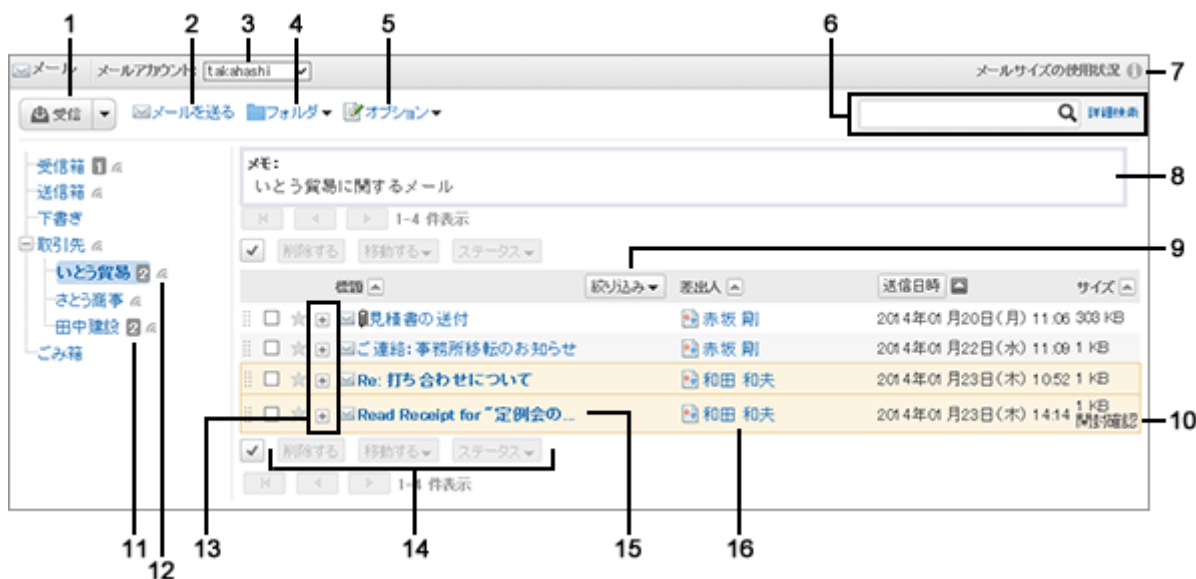 1 2 3 4 5 6
メール メールアカウント: takahashi メールサイズの使用状況 7
受信 メールを送る フォルダ オプション 詳細検索
受信箱 1
送信箱
下書き
取引先
いとう貿易 2
さとう商事
田中建設 2
ごみ箱
メモ:
いとう貿易に関するメール 8
1-4 件表示
削除する 移動する ステータス 9
標題 絞り込み 差出人 送信日時 サイズ
見積書の送付 赤坂 剛 2014年01月20日(月) 11:06 303 KB
ご連絡:事務所移転のお知らせ 赤坂 剛 2014年01月22日(水) 11:09 1 KB
Re: 打ち合わせについて 和田 和夫 2014年01月23日(木) 10:52 1 KB
Read Receipt for "定例会の... 和田 和夫 2014年01月23日(木) 14:14 1 KB
開封確認 10
削除する 移動する ステータス
1-4 件表示
11 12 13 14 15 16